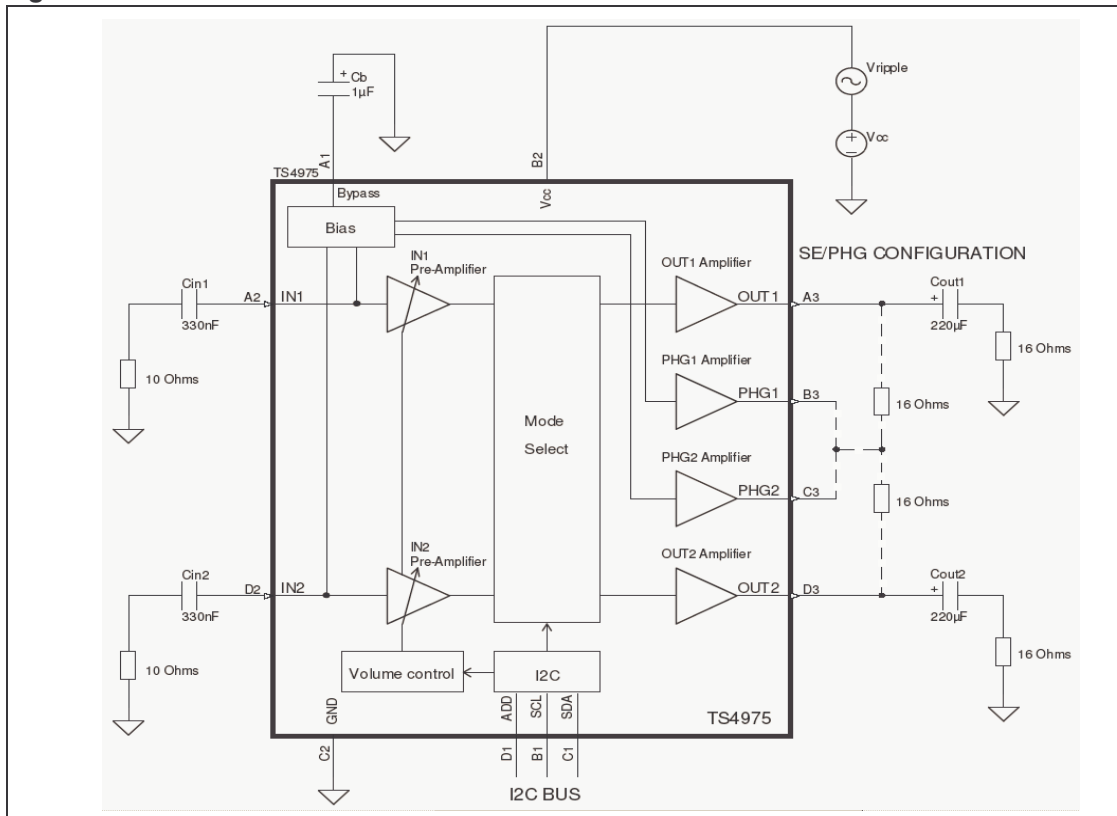 + Cb
1µF
Vripple
+
−
Vcc
A1
B2
TS4975
Bypass
Vcc
Bias
SE/PHG CONFIGURATION
IN1
Pre-Amplifier
OUT1 Amplifier
Cin1
A2
IN1
OUT1
A3
Cout1
+
330nF
220µF
10 Ohms
16 Ohms
PHG1 Amplifier
PHG1
B3
16 Ohms
Mode
Select
PHG2 Amplifier
PHG2
C3
16 Ohms
IN2
Pre-Amplifier
OUT2 Amplifier
Cin2
D2
IN2
OUT2
D3
Cout2
+
330nF
220µF
10 Ohms
Volume control
I2C
16 Ohms
GND
ADD
SCL
SDA
TS4975
C2
D1
B1
C1
I2C BUS